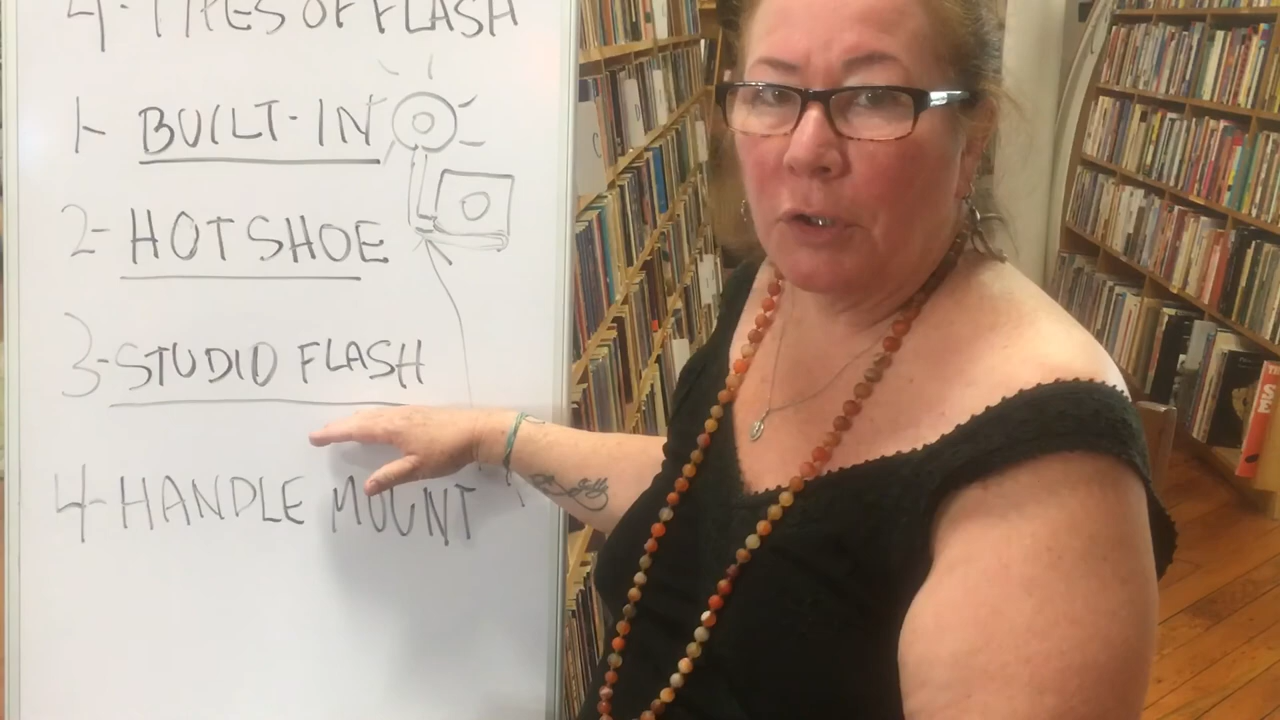 4-TYPES OF FLASH
1- BUILT-IN
2- HOTSHOE
3-STUDIO FLASH
4-HANDLE MOUNT